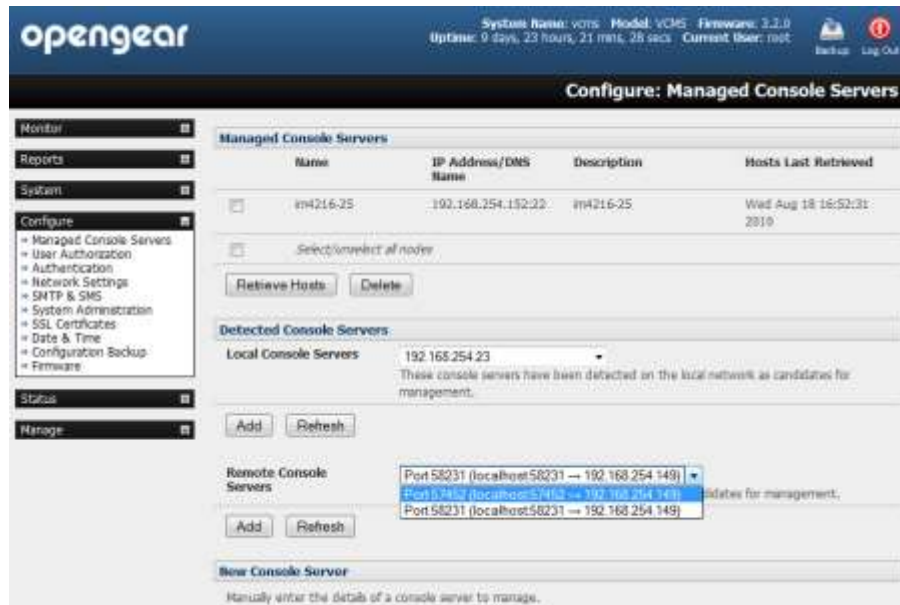 opengear
System Name: vcms Model: VCMS Firmware: 3.2.0
Uptime: 9 days, 23 hours, 21 mins, 28 secs Current User: root
Backup Log Out
Configure: Managed Console Servers
Monitor
Reports
System
Configure
Managed Console Servers
User Authorization
Authentication
Network Settings
SMTP & SMS
System Administration
SSL Certificates
Date & Time
Configuration Backup
Firmware
Status
Manage
Managed Console Servers
Name IP Address/DNS Name Description Hosts Last Retrieved
im4216-25 192.168.254.152:22 im4216-25 Wed Aug 18 16:52:31 2010
Select/unselect all nodes
Retrieve Hosts Delete
Detected Console Servers
Local Console Servers 192.168.254.23
These console servers have been detected on the local network as candidates for
management.
Add Refresh
Remote Console Servers Port 58231 (localhost:58231 → 192.168.254.149)
Port 57452 (localhost:57452 → 192.168.254.149) didates for management.
Port 58231 (localhost:58231 → 192.168.254.149)
Add Refresh
New Console Server
Manually enter the details of a console server to manage.